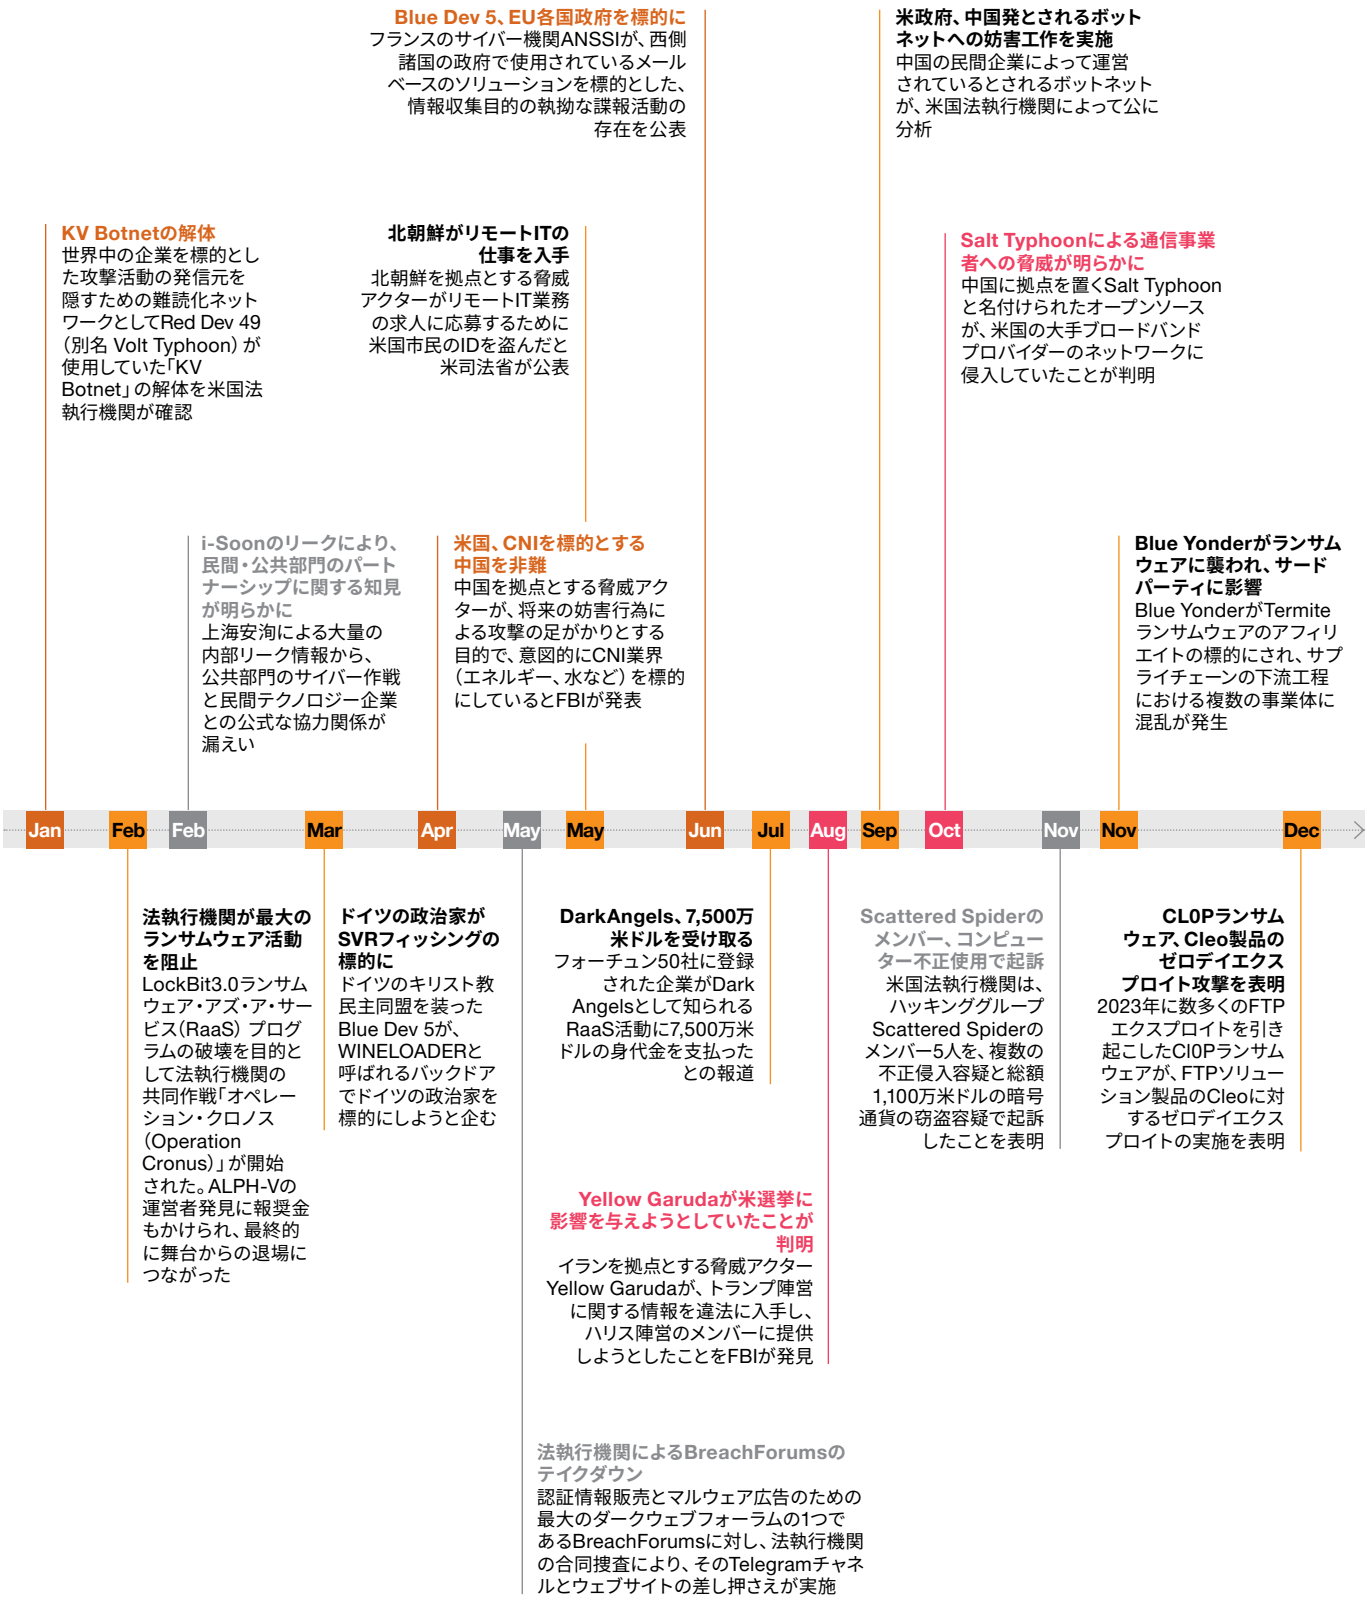 Blue Dev 5、EU各国政府を標的に
フランスのサイバー機関ANSSIが、西側
諸国の政府で使用されているメール
ベースのソリューションを標的とした、
情報収集目的の執拗な諜報活動の
存在を公表
米政府、中国発とされるボット
ネットへの妨害工作を実施
中国の民間企業によって運営
されているとされるボットネット
が、米国法執行機関によって公に
分析
KV Botnetの解体
世界中の企業を標的とし
た攻撃活動の発信元を
隠すための難読化ネット
ワークとしてRed Dev 49
（別名 Volt Typhoon）が
使用していた「KV
Botnet」の解体を米国法
執行機関が確認
北朝鮮がリモートITの
仕事を入手
北朝鮮を拠点とする脅威
アクターがリモートIT業務
の求人に応募するために
米国市民のIDを盗んだと
米司法省が公表
Salt Typhoonによる通信事業
者への脅威が明らかに
中国に拠点を置くSalt Typhoon
と名付けられたオープンソース
が、米国の大手ブロードバンド
プロバイダーのネットワークに
侵入していたことが判明
i-Soonのリークにより、
民間・公共部門のパート
ナーシップに関する知見
が明らかに
上海安洵による大量の
内部リーク情報から、
公共部門のサイバー作戦
と民間テクノロジー企業
との公式な協力関係が
漏えい
米国、CNIを標的とする
中国を非難
中国を拠点とする脅威アク
ターが、将来の妨害行為に
よる攻撃の足がかりとする
目的で、意図的にCNI業界
（エネルギー、水など）を標的
にしているとFBIが発表
Blue Yonderがランサム
ウェアに襲われ、サード
パーティに影響
Blue YonderがTermite
ランサムウェアのアフィリ
エイトの標的にされ、サプ
ライチェーンの下流工程
における複数の事業体に
混乱が発生
Jan Feb Feb Mar Apr May May Jun Jul Aug Sep Oct Nov Nov Dec
法執行機関が最大の
ランサムウェア活動
を阻止
LockBit3.0ランサム
ウェア・アズ・ア・サー
ビス（RaaS）プログ
ラムの破壊を目的と
して法執行機関の
共同作戦「オペレー
ション・クロノス
（Operation
Cronus）」が開始
された。ALPH-Vの
運営者発見に報奨金
もかけられ、最終的
に舞台からの退場に
つながった
ドイツの政治家が
SVRフィッシングの
標的に
ドイツのキリスト教
民主同盟を装った
Blue Dev 5が、
WINELOADERと
呼ばれるバックドア
でドイツの政治家を
標的にしようと企む
DarkAngels、7,500万
米ドルを受け取る
フォーチュン50社に登録
された企業がDark
Angelsとして知られる
RaaS活動に7,500万米
ドルの身代金を支払った
との報道
Scattered Spiderの
メンバー、コンピュー
ター不正使用で起訴
米国法執行機関は、
ハッキンググループ
Scattered Spiderの
メンバー5人を、複数の
不正侵入容疑と総額
1,100万米ドルの暗号
通貨の窃盗容疑で起訴
したことを表明
CL0Pランサム
ウェア、Cleo製品の
ゼロデイエクス
プロイト攻撃を表明
2023年に数多くのFTP
エクスプロイトを引き
起こしたCl0Pランサム
ウェアが、FTPソリュー
ション製品のCleoに対
するゼロデイエクス
プロイトの実施を表明
Yellow Garudaが米選挙に
影響を与えようとしていたことが
判明
イランを拠点とする脅威アクター
Yellow Garudaが、トランプ陣営
に関する情報を違法に入手し、
ハリス陣営のメンバーに提供
しようとしたことをFBIが発見
法執行機関によるBreachForumsの
テイクダウン
認証情報販売とマルウェア広告のための
最大のダークウェブフォーラムの1つで
あるBreachForumsに対し、法執行機関
の合同捜査により、そのTelegramチャネ
ルとウェブサイトの差し押さえが実施